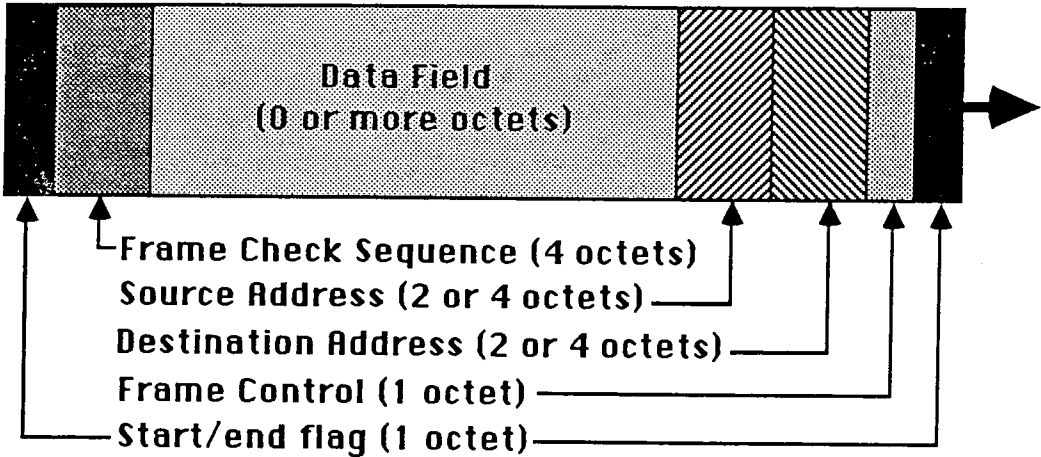 Data Field
(0 or more octets)
Frame Check Sequence (4 octets)
Source Address (2 or 4 octets)
Destination Address (2 or 4 octets)
Frame Control (1 octet)
Start/end flag (1 octet)